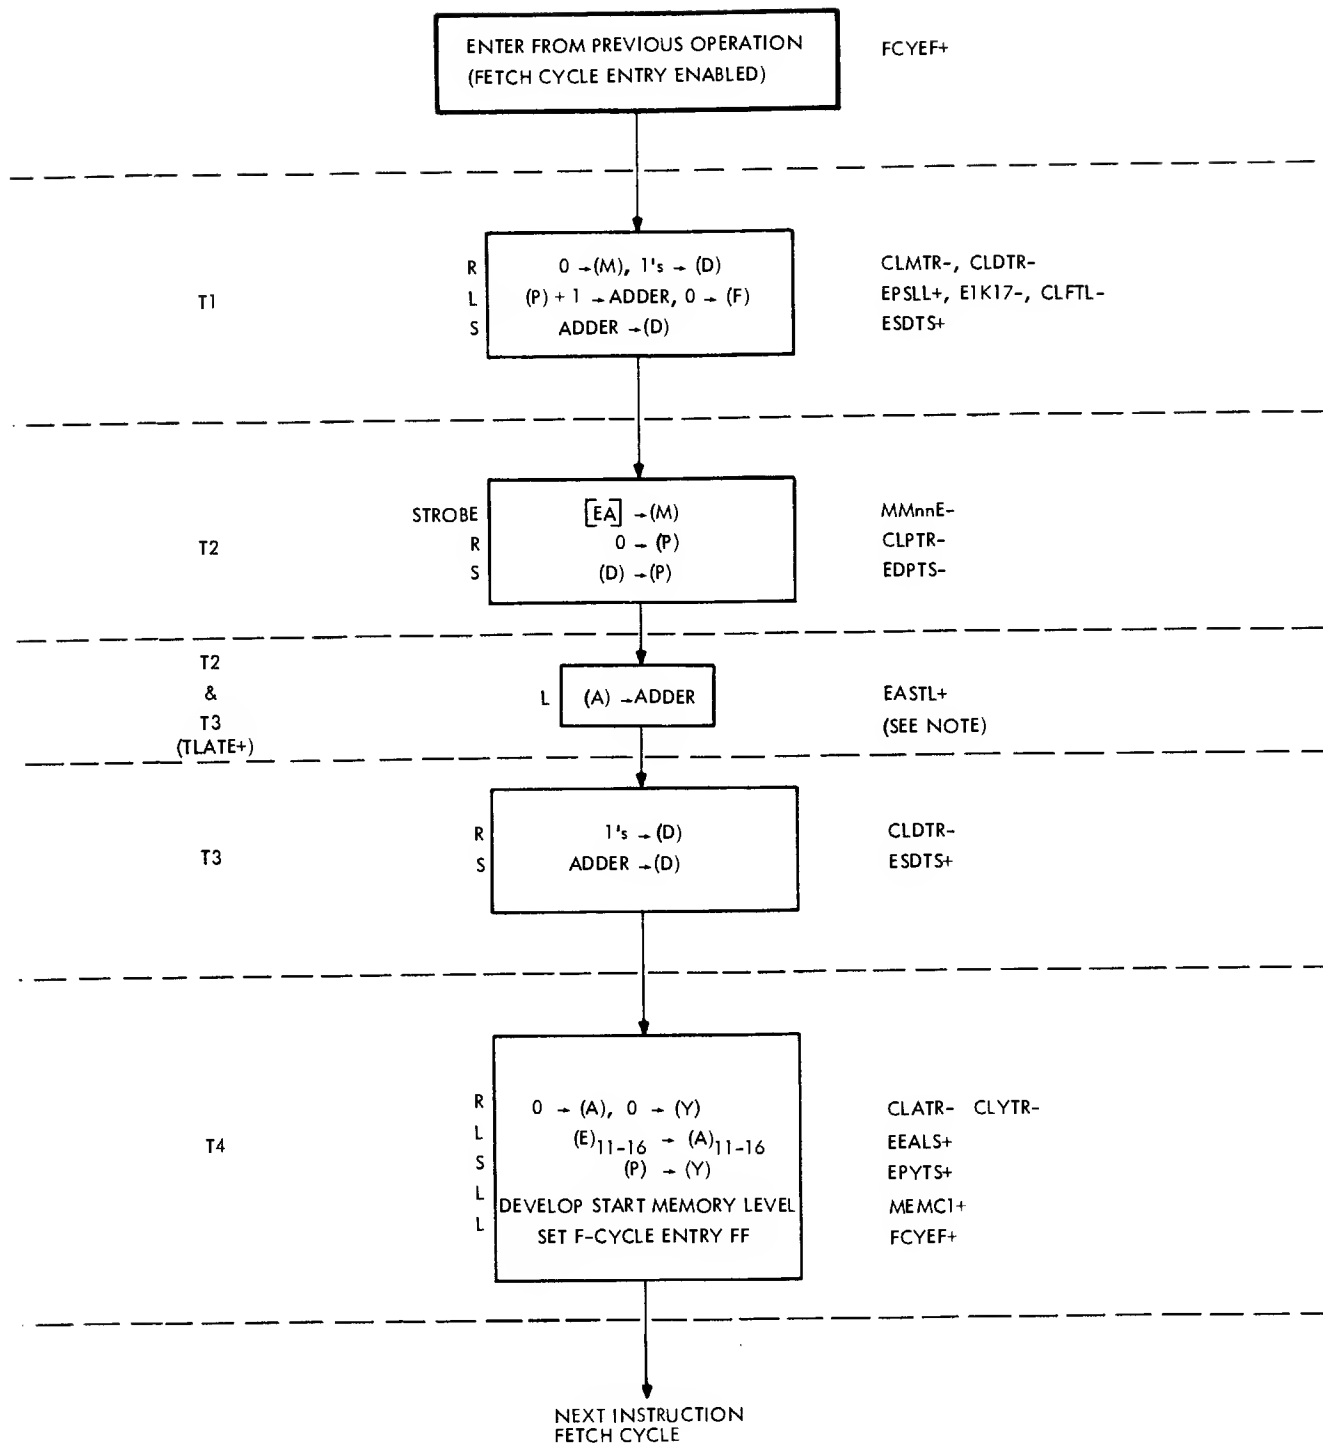 ENTER FROM PREVIOUS OPERATION FCYEF+
(FETCH CYCLE ENTRY ENABLED)
R 0 →(M), 1's → (D) CLMTR-, CLDTR-
T1 L (P) + 1 → ADDER, 0 → (F) EPSLL+, E1K17-, CLFTL-
S ADDER →(D) ESDTS+
STROBE [EA] →(M) MMnnE-
T2 R 0 → (P) CLPTR-
S (D) →(P) EDPTS-
T2
& L (A) →ADDER EASTL+
T3 (SEE NOTE)
(TLATE+)
R 1's → (D) CLDTR-
T3 S ADDER →(D) ESDTS+
R 0 → (A), 0 → (Y) CLATR- CLYTR-
T4 L (E)11-16 → (A)11-16 EEALS+
S (P) → (Y) EPYTS+
L DEVELOP START MEMORY LEVEL MEMC1+
L SET F-CYCLE ENTRY FF FCYEF+
NEXT INSTRUCTION
FETCH CYCLE